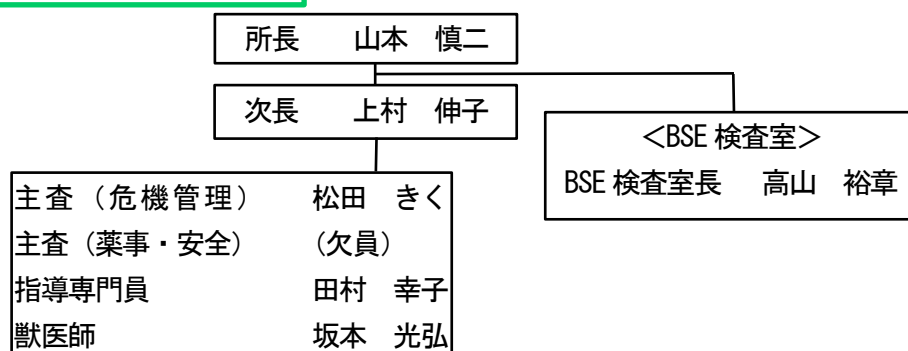 所長　　山本　慎二
次長　　上村　伸子
＜BSE 検査室＞
BSE 検査室長　　高山　裕章
主査（危機管理）　　松田　きく
主査（薬事・安全）　　（欠員）
指導専門員　　田村　幸子
獣医師　　坂本　光弘